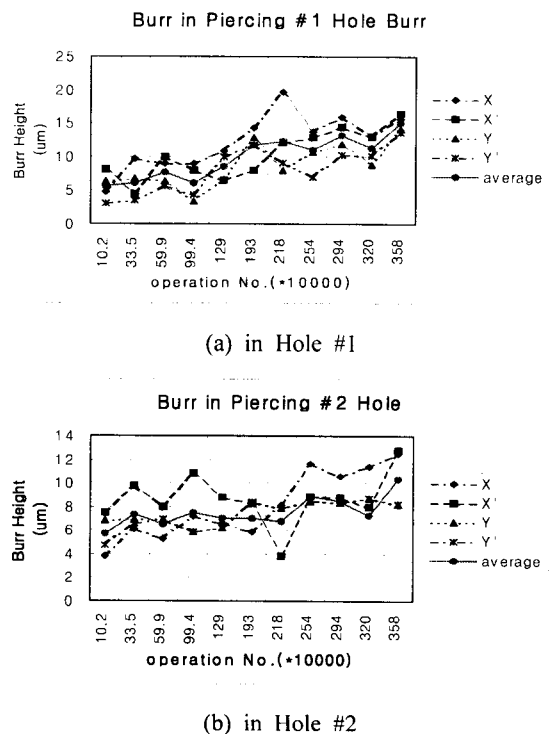 Burr in Piercing #1 Hole Burr
Burr Height
(um)
25
20
15
10
5
0
10.2
33.5
59.9
99.4
129
193
218
254
294
320
358
operation No.(*10000)
X
X'
Y
Y'
average
(a) in Hole #1
Burr in Piercing #2 Hole
Burr Height
(um)
14
12
10
8
6
4
2
0
10.2
33.5
59.9
99.4
129
193
218
254
294
320
358
operation No.(*10000)
X
X'
Y
Y'
average
(b) in Hole #2